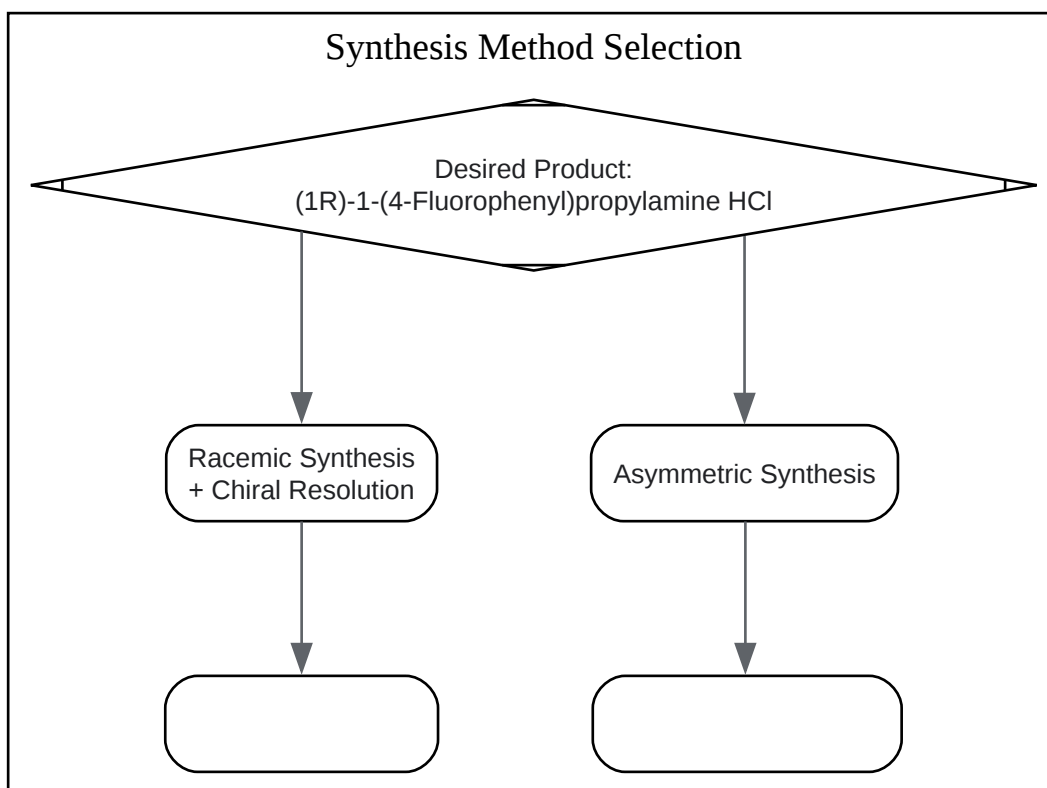 Synthesis Method Selection
Desired Product:
(1R)-1-(4-Fluorophenyl)propylamine HCl
Racemic Synthesis
+ Chiral Resolution
Asymmetric Synthesis